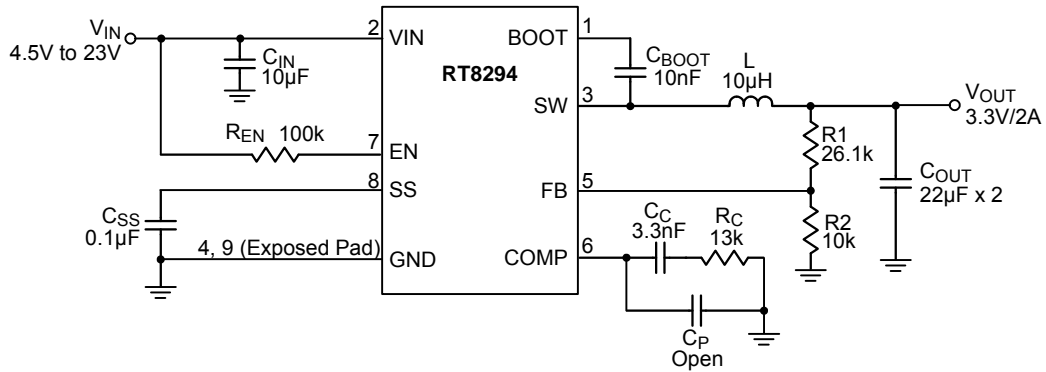 V_IN
4.5V to 23V
C_IN
10µF
R_EN 100k
C_SS
0.1µF
4, 9 (Exposed Pad)
2
7
8
VIN
EN
SS
GND
RT8294
BOOT
SW
FB
COMP
1
3
5
6
C_BOOT
10nF
L
10µH
V_OUT
3.3V/2A
R1
26.1k
C_OUT
22µF x 2
R2
10k
C_C
3.3nF
R_C
13k
C_P
Open